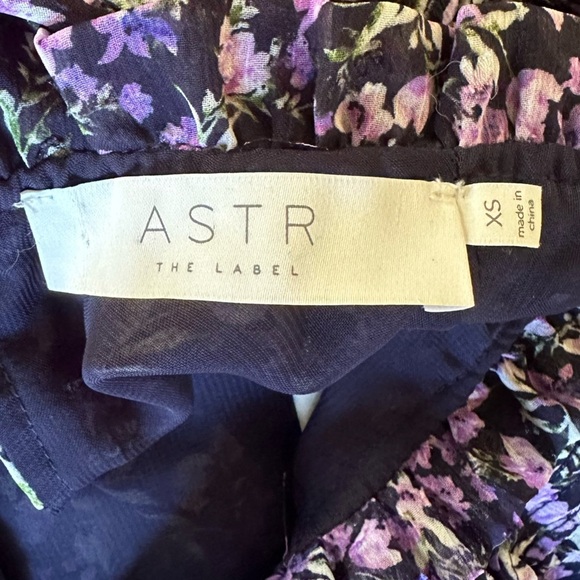 ASTR
THE LABEL
XS
made in
china